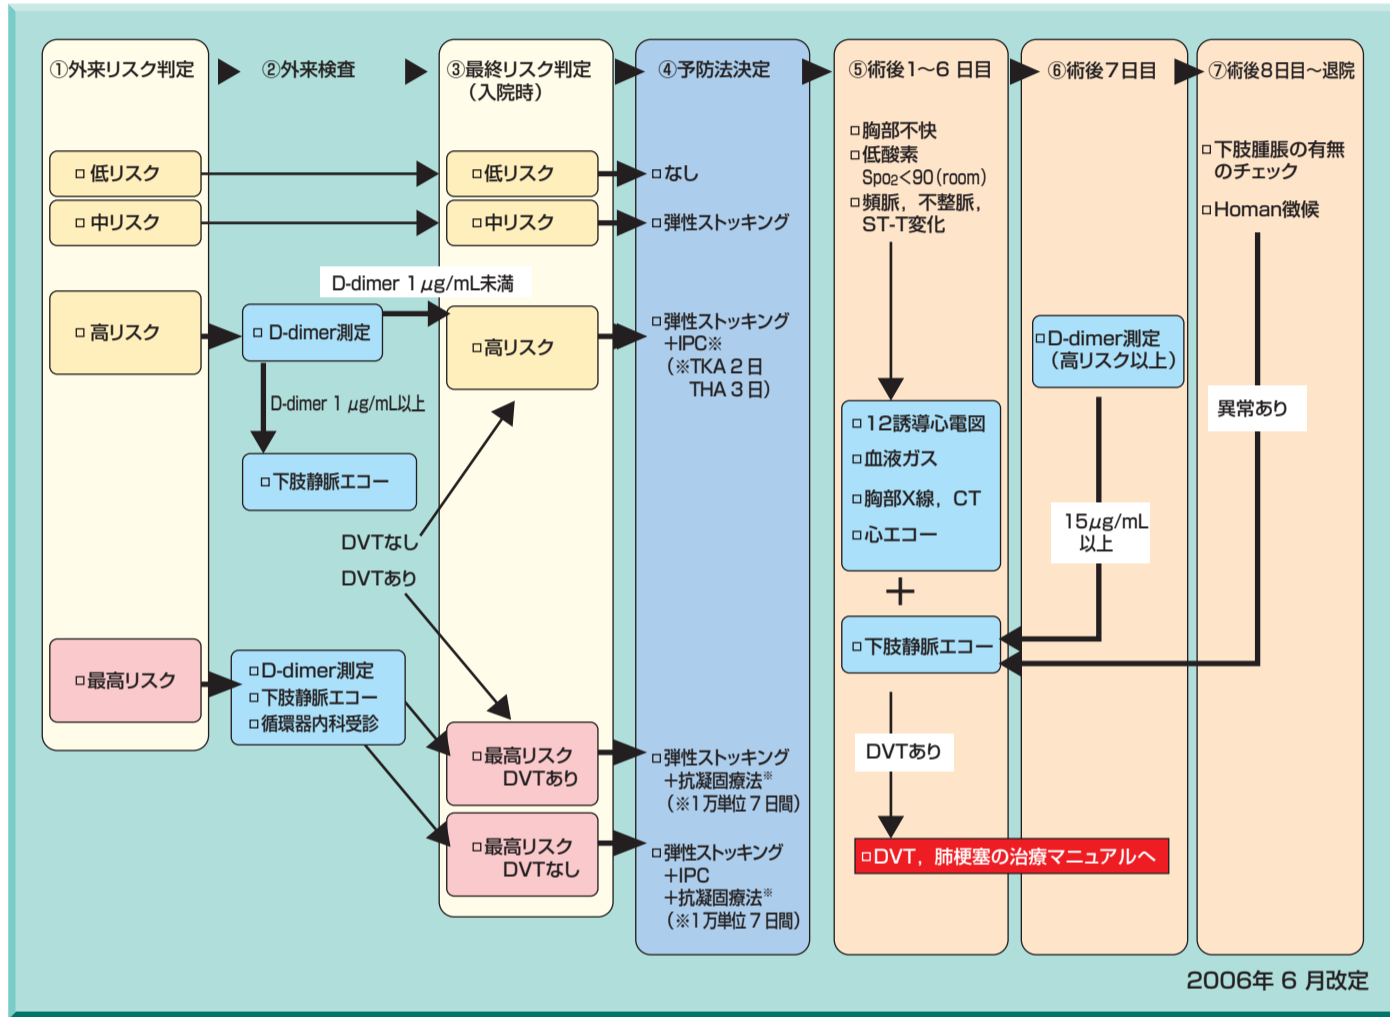 ①外来リスク判定
②外来検査
③最終リスク判定
（入院時）
④予防法決定
⑤術後1～6 日目
⑥術後7日目
⑦術後8日目～退院
□低リスク
□中リスク
□高リスク
□最高リスク
□D-dimer測定
D-dimer 1 μg/mL未満
D-dimer 1 μg/mL以上
□下肢静脈エコー
DVTなし
DVTあり
□D-dimer測定
□下肢静脈エコー
□循環器内科受診
□低リスク
□中リスク
□高リスク
□最高リスク
DVTあり
□最高リスク
DVTなし
□なし
□弾性ストッキング
□弾性ストッキング
+IPC※
（※TKA 2 日
THA 3 日）
□弾性ストッキング
+抗凝固療法※
（※1万単位 7 日間）
□弾性ストッキング
+IPC
+抗凝固療法※
（※1万単位 7 日間）
□胸部不快
□低酸素
Spo₂<90（room）
□頻脈，不整脈，
ST-T変化
□12誘導心電図
□血液ガス
□胸部X線，CT
□心エコー
+
□下肢静脈エコー
DVTあり
□DVT，肺梗塞の治療マニュアルへ
□D-dimer測定
（高リスク以上）
15μg/mL
以上
□下肢腫脹の有無
のチェック
□Homan徴候
異常あり
2006年 6 月改定